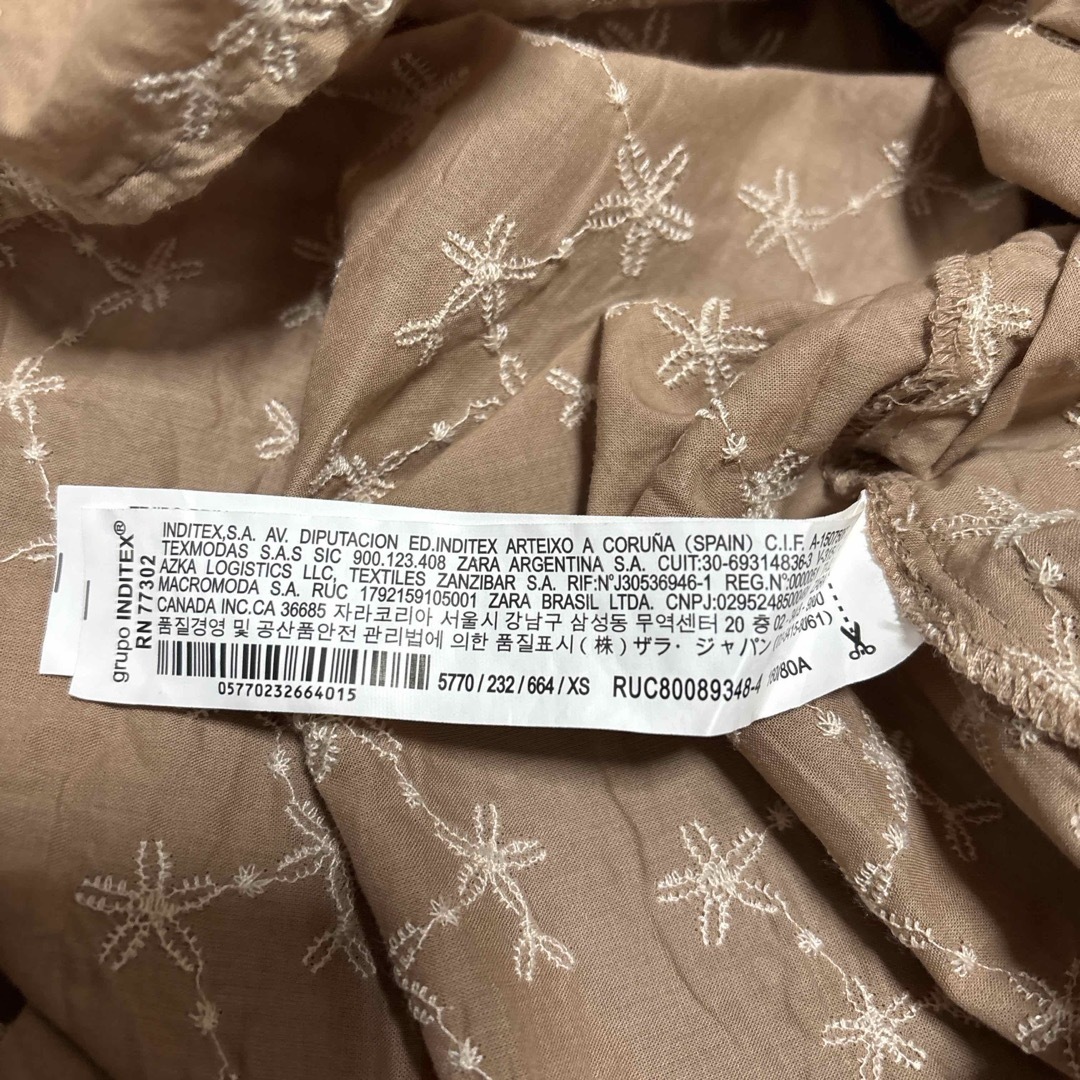 grupo INDITEX®
RN 77302
INDITEX,S.A. AV. DIPUTACION ED.INDITEX ARTEIXO A CORUÑA (SPAIN) C.I.F.
TEXMODAS S.A.S SIC 900.123.408 ZARA ARGENTINA S.A. CUIT:30-69314836-3
AZKA LOGISTICS LLC, TEXTILES ZANZIBAR S.A. RIF:NºJ30536946-1 REG.Nº:
MACROMODA S.A. RUC 1792159105001 ZARA BRASIL LTDA. CNPJ:
CANADA INC.CA 36685 자라코리아 서울시 강남구 삼성동 무역센터 20 층
품질경영 및 공산품안전 관리법에 의한 품질표시 (株) ザラ・ジャパン
05770232664015
5770 / 232 / 664 / XS RUC80089348-4